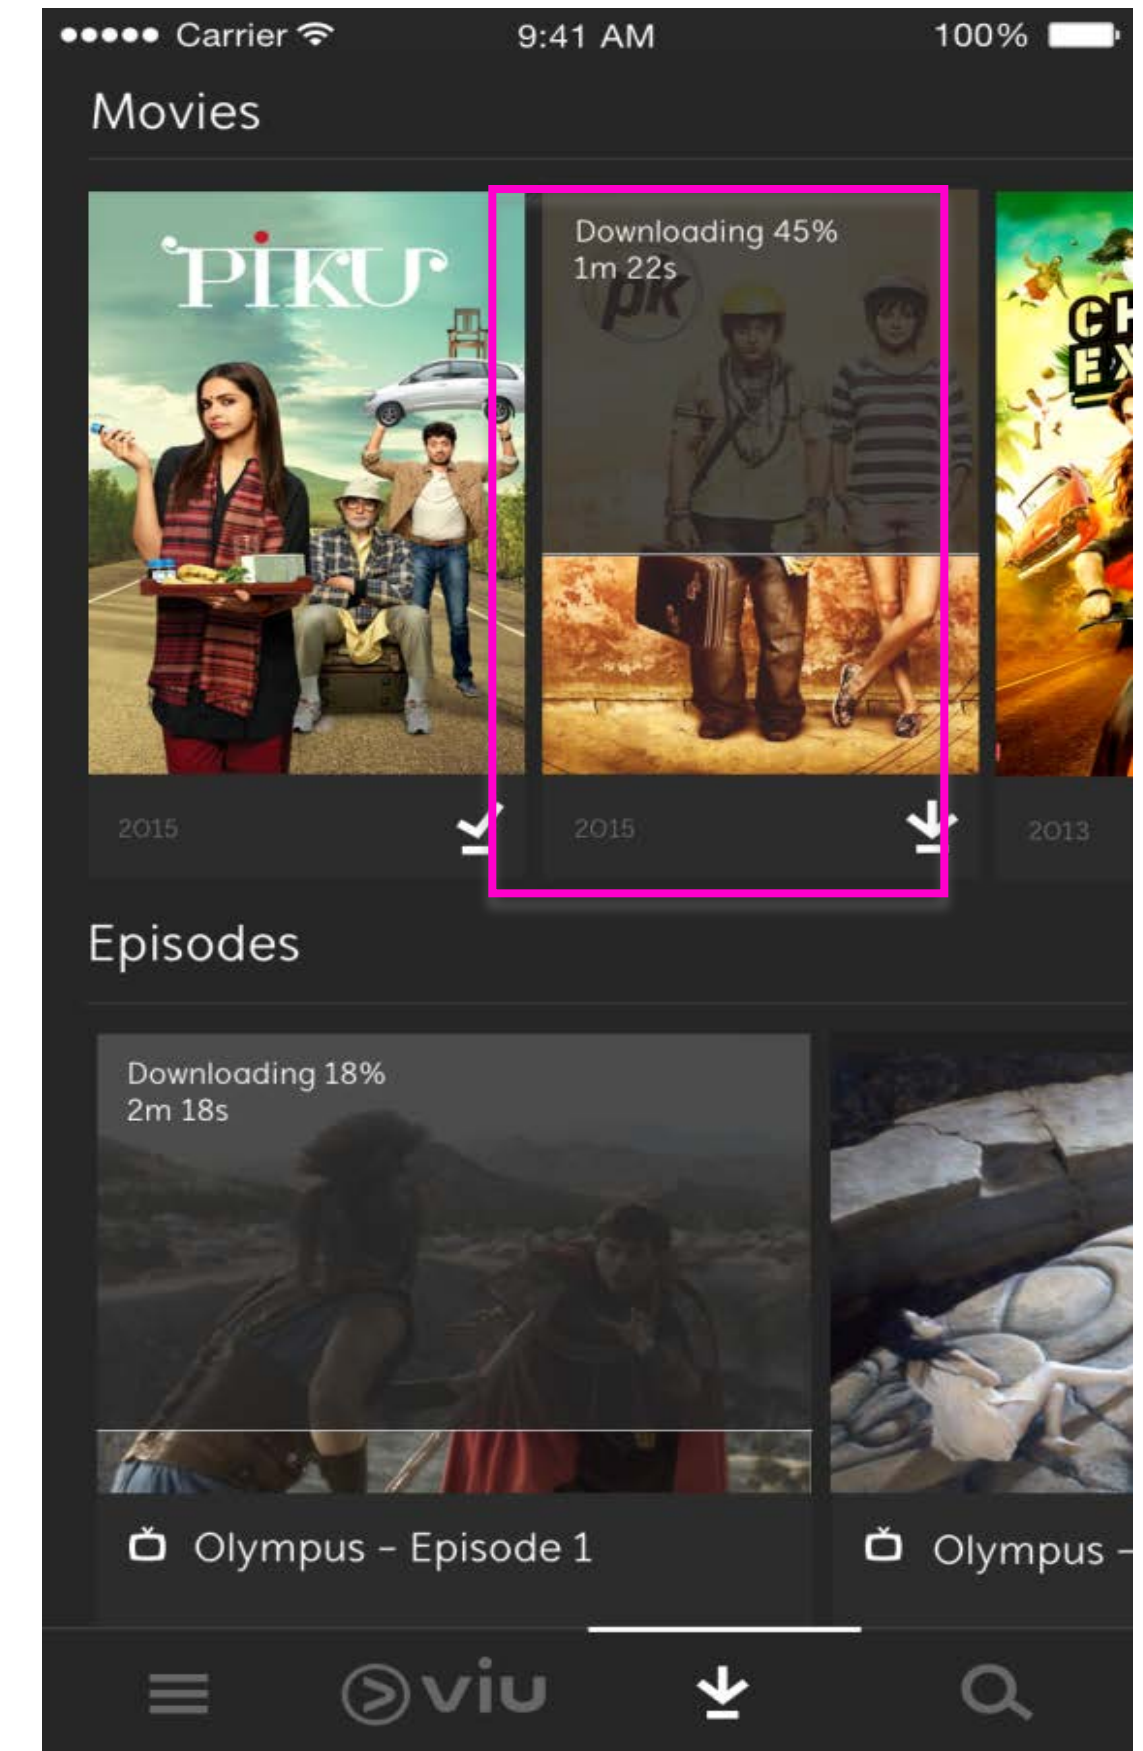 Carrier 9:41 AM 100%
Movies
PIKU
Downloading 45%
1m 22s
pk
2015
2015
2013
Episodes
Downloading 18%
2m 18s
Olympus – Episode 1
Olympus –
viu